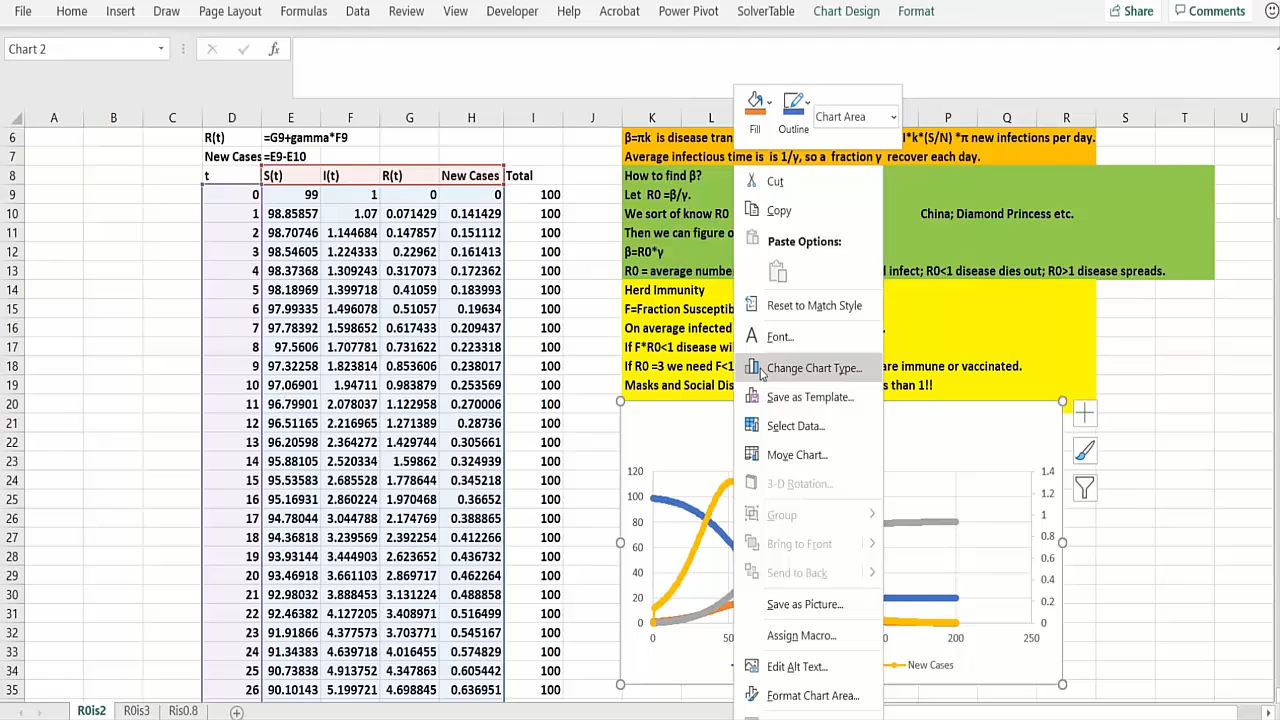 File Home Insert Draw Page Layout Formulas Data Review View Developer Help Acrobat Power Pivot SolverTable Chart Design Format Share Comments
Chart 2 fx
Fill Outline Chart Area
A B C D E F G H I J K L P Q R S T U
6 R(t) =G9+gamma*F9 β=πk is disease tran I*k*(S/N) *π new infections per day.
7 New Cases =E9-E10 Average infectious time is is 1/γ, so a fraction γ recover each day.
8 t S(t) I(t) R(t) New Cases Total How to find β?
9 0 99 1 0 0 100 Let R0 =β/γ.
10 1 98.85857 1.07 0.071429 0.141429 100 We sort of know R0 China; Diamond Princess etc.
11 2 98.70746 1.144684 0.147857 0.151112 100 Then we can figure o
12 3 98.54605 1.224333 0.22962 0.161413 100 β=R0*γ
13 4 98.37368 1.309243 0.317073 0.172362 100 R0 = average number l infect; R0<1 disease dies out; R0>1 disease spreads.
14 5 98.18969 1.399718 0.41059 0.183993 100 Herd Immunity
15 6 97.99335 1.496078 0.51057 0.19634 100 F=Fraction Susceptib
16 7 97.78392 1.598652 0.617433 0.209437 100 On average infected .
17 8 97.5606 1.707781 0.731622 0.223318 100 If F*R0<1 disease wi
18 9 97.32258 1.823814 0.853606 0.238017 100 If R0 =3 we need F<1 are immune or vaccinated.
19 10 97.06901 1.94711 0.983879 0.253569 100 Masks and Social Dis s than 1!!
20 11 96.79901 2.078037 1.122958 0.270006 100
21 12 96.51165 2.216965 1.271389 0.28736 100
22 13 96.20598 2.364272 1.429744 0.305661 100
23 14 95.88105 2.520334 1.59862 0.324939 100
24 15 95.53533 2.685528 1.778644 0.345218 100
25 16 95.16931 2.860224 1.970468 0.36652 100
26 17 94.78044 3.044788 2.174769 0.388865 100
27 18 94.36818 3.239569 2.392254 0.412266 100
28 19 93.93144 3.444903 2.623652 0.436732 100
29 20 93.46918 3.661103 2.869717 0.462264 100
30 21 92.98032 3.888453 3.131224 0.488858 100
31 22 92.46382 4.127205 3.408971 0.516499 100
32 23 91.91866 4.377573 3.703771 0.545167 100
33 24 91.34383 4.639718 4.016455 0.574829 100
34 25 90.73838 4.913752 4.347863 0.605442 100
35 26 90.10143 5.199721 4.698845 0.636951 100
Cut
Copy
Paste Options:
Reset to Match Style
Font...
Change Chart Type...
Save as Template...
Select Data...
Move Chart...
3-D Rotation...
Group
Bring to Front
Send to Back
Save as Picture...
Assign Macro...
Edit Alt Text...
Format Chart Area...
120 1.4
100 1.2
80 1
60 0.8
40 0.6
20 0.4
0 0.2
0
0 50 200 250
New Cases
R0is2 R0is3 Ris0.8